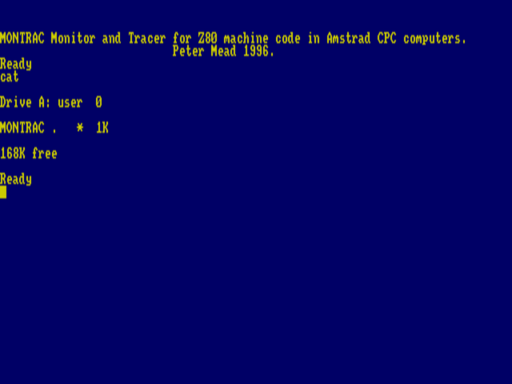 MONTRAC Monitor and Tracer for Z80 machine code in Amstrad CPC computers.
Peter Mead 1996.
Ready
cat
Drive A: user  0
MONTRAC .   *  1K
168K free
Ready